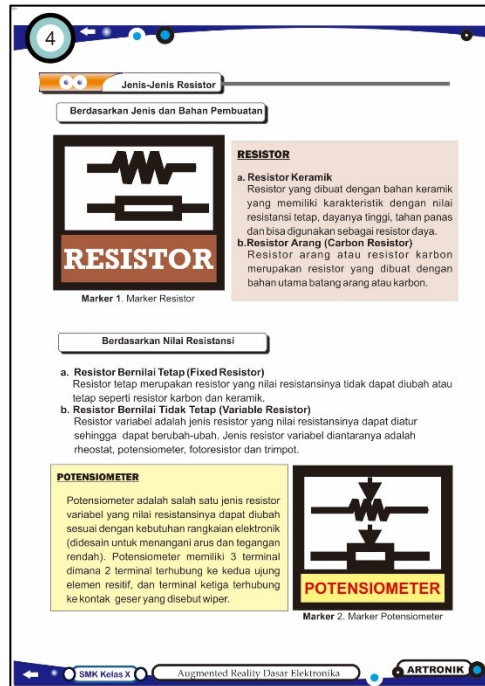 4
Jenis-Jenis Resistor
Berdasarkan Jenis dan Bahan Pembuatan
RESISTOR
Marker 1. Marker Resistor
RESISTOR
a. Resistor Keramik
Resistor yang dibuat dengan bahan keramik
yang memiliki karakteristik dengan nilai
resistansi tetap, dayanya tinggi, tahan panas
dan bisa digunakan sebagai resistor daya.
b.Resistor Arang (Carbon Resistor)
Resistor arang atau resistor karbon
merupakan resistor yang dibuat dengan
bahan utama batang arang atau karbon.
Berdasarkan Nilai Resistansi
a. Resistor Bernilai Tetap (Fixed Resistor)
Resistor tetap merupakan resistor yang nilai resistansinya tidak dapat diubah atau
tetap seperti resistor karbon dan keramik.
b. Resistor Bernilai Tidak Tetap (Variable Resistor)
Resistor variabel adalah jenis resistor yang nilai resistansinya dapat diatur
sehingga dapat berubah-ubah. Jenis resistor variabel diantaranya adalah
rheostat, potensiometer, fotoresistor dan trimpot.
POTENSIOMETER
Potensiometer adalah salah satu jenis resistor
variabel yang nilai resistansinya dapat diubah
sesuai dengan kebutuhan rangkaian elektronik
(didesain untuk menangani arus dan tegangan
rendah). Potensiometer memiliki 3 terminal
dimana 2 terminal terhubung ke kedua ujung
elemen resitif, dan terminal ketiga terhubung
ke kontak geser yang disebut wiper.
POTENSIOMETER
Marker 2. Marker Potensiometer
SMK Kelas X
Augmented Reality Dasar Elektronika
ARTRONIK